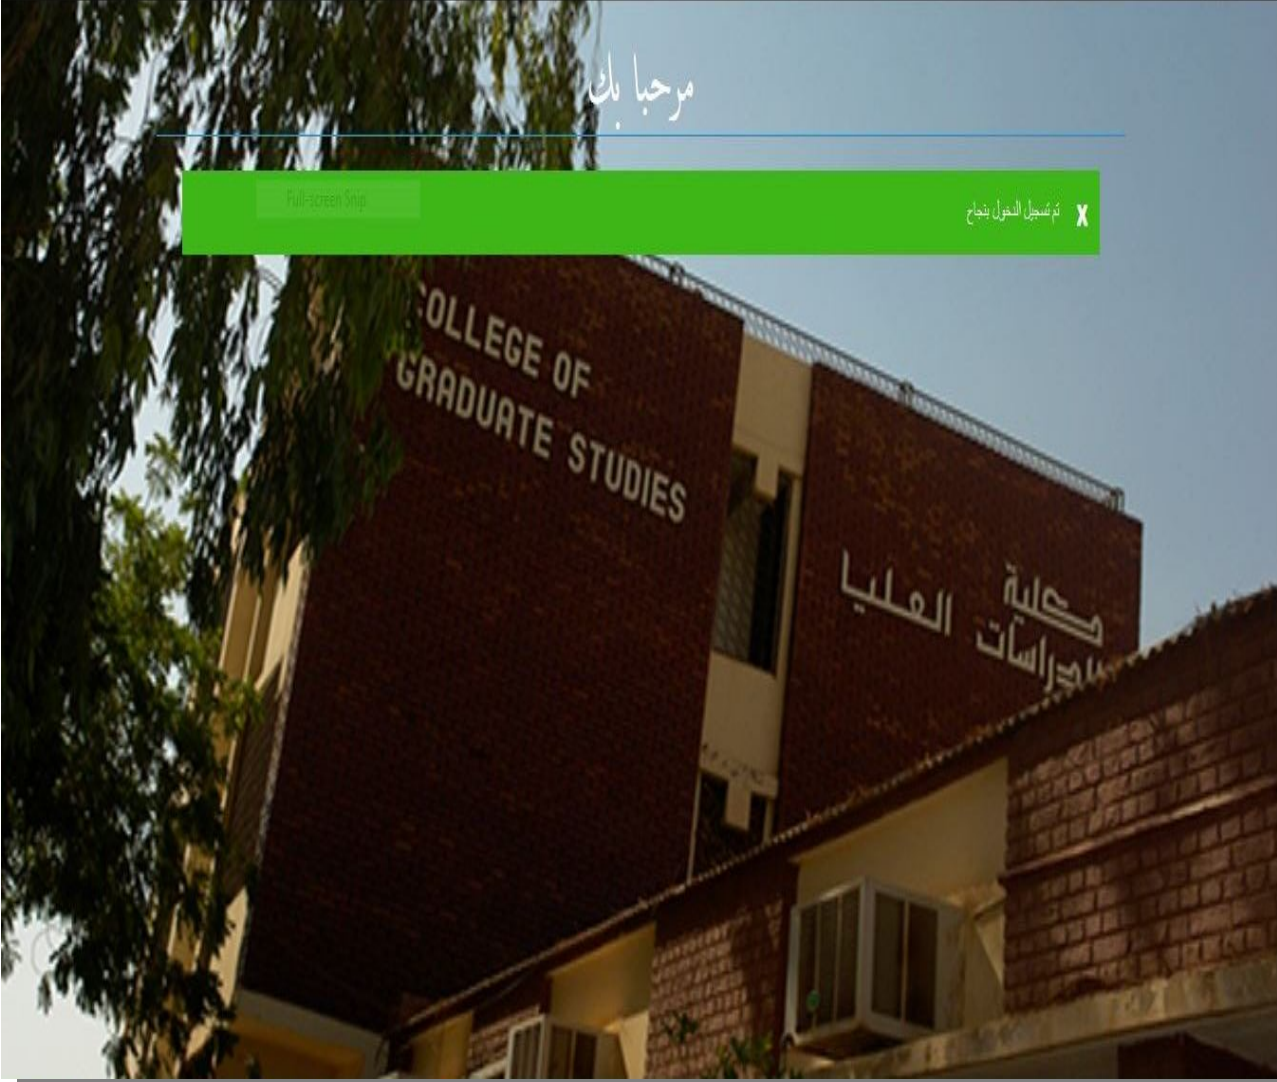 مرحبا بك
تم تسجيل الدخول بنجاح
X
Full-screen Snip
COLLEGE OF
GRADUATE STUDIES
كلية
الدراسات العليا